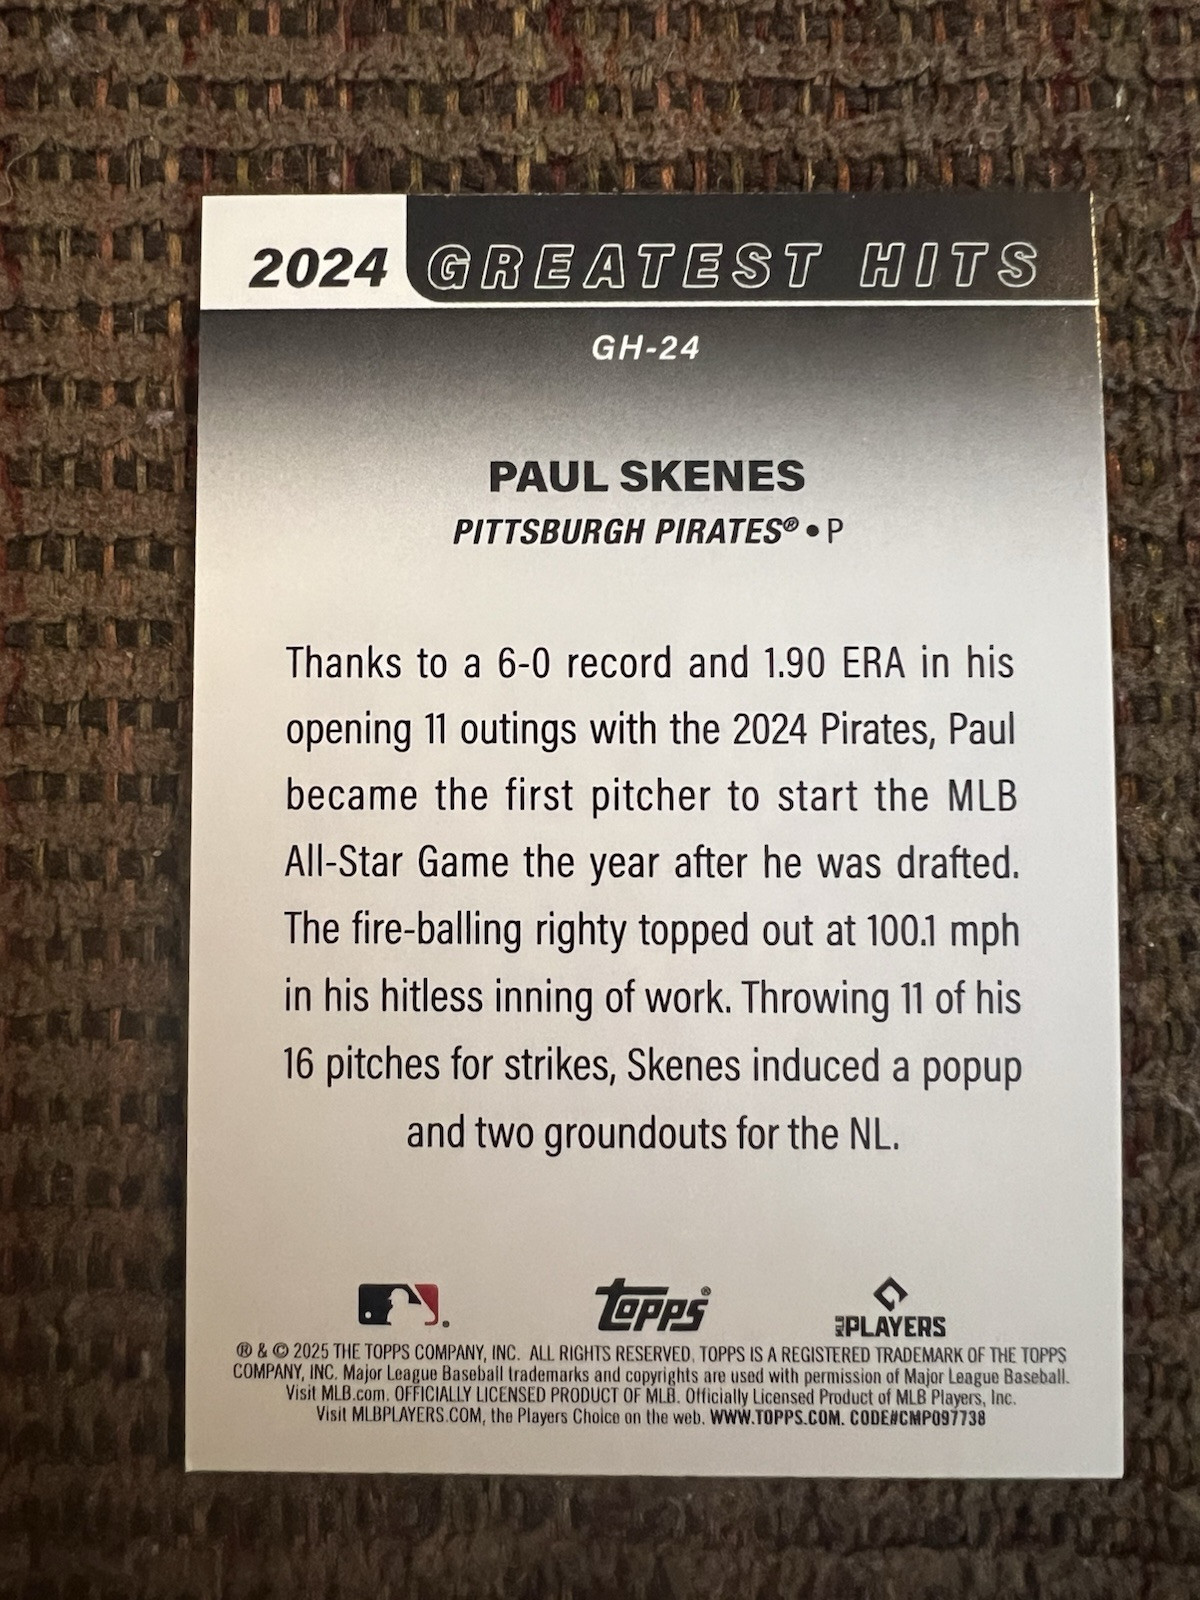 2024 GREATEST HITS
GH-24
PAUL SKENES
PITTSBURGH PIRATES® • P
Thanks to a 6-0 record and 1.90 ERA in his
opening 11 outings with the 2024 Pirates, Paul
became the first pitcher to start the MLB
All-Star Game the year after he was drafted.
The fire-balling righty topped out at 100.1 mph
in his hitless inning of work. Throwing 11 of his
16 pitches for strikes, Skenes induced a popup
and two groundouts for the NL.
topps® MLB PLAYERS
® & © 2025 THE TOPPS COMPANY, INC. ALL RIGHTS RESERVED. TOPPS IS A REGISTERED TRADEMARK OF THE TOPPS
COMPANY, INC. Major League Baseball trademarks and copyrights are used with permission of Major League Baseball.
Visit MLB.com. OFFICIALLY LICENSED PRODUCT OF MLB. Officially Licensed Product of MLB Players, Inc.
Visit MLBPLAYERS.COM, the Players Choice on the web. WWW.TOPPS.COM. CODE#CMP097738